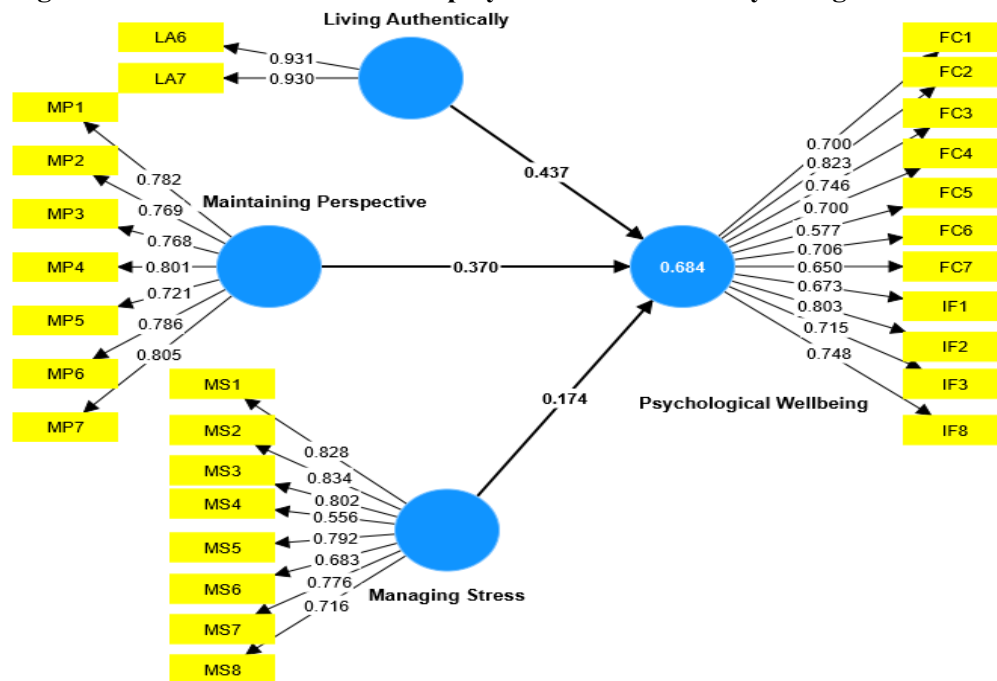 Living Authentically
LA6
0.931
LA7
0.930
MP1
0.782
MP2
0.769
MP3
0.768
MP4
0.801
MP5
0.721
MP6
0.786
MP7
0.805
Maintaining Perspective
0.437
0.370
0.174
MS1
0.828
MS2
0.834
MS3
0.802
MS4
0.556
MS5
0.792
MS6
0.683
MS7
0.776
MS8
0.716
Managing Stress
0.684
Psychological Wellbeing
FC1
0.700
FC2
0.823
FC3
0.746
FC4
0.700
FC5
0.577
FC6
0.706
FC7
0.650
IF1
0.673
IF2
0.803
IF3
0.715
IF8
0.748